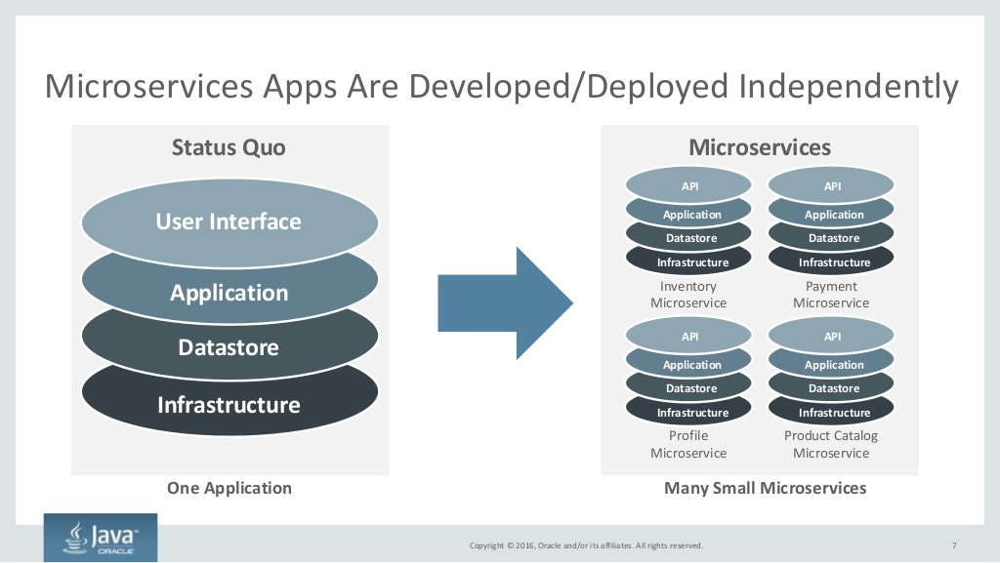 Microservices Apps Are Developed/Deployed Independently
Status Quo
User Interface
Application
Datastore
Infrastructure
One Application
Microservices
API
Application
Datastore
Infrastructure
Inventory
Microservice
API
Application
Datastore
Infrastructure
Payment
Microservice
API
Application
Datastore
Infrastructure
Profile
Microservice
API
Application
Datastore
Infrastructure
Product Catalog
Microservice
Many Small Microservices
Java™
ORACLE
Copyright © 2016, Oracle and/or its affiliates. All rights reserved.
7